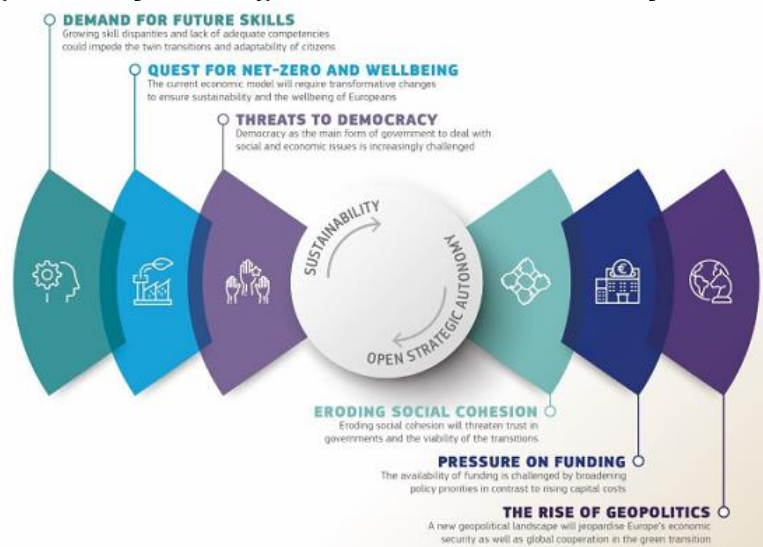 DEMAND FOR FUTURE SKILLS
Growing skill disparities and lack of adequate competencies
could impede the twin transitions and adaptability of citizens
QUEST FOR NET-ZERO AND WELLBEING
The current economic model will require transformative changes
to ensure sustainability and the wellbeing of Europeans
THREATS TO DEMOCRACY
Democracy as the main form of government to deal with
social and economic issues is increasingly challenged
SUSTAINABILITY
OPEN STRATEGIC AUTONOMY
€
ERODING SOCIAL COHESION
Eroding social cohesion will threaten trust in
governments and the viability of the transitions
PRESSURE ON FUNDING
The availability of funding is challenged by broadening
policy priorities in contrast to rising capital costs
THE RISE OF GEOPOLITICS
A new geopolitical landscape will jeopardise Europe's economic
security as well as global cooperation in the green transition